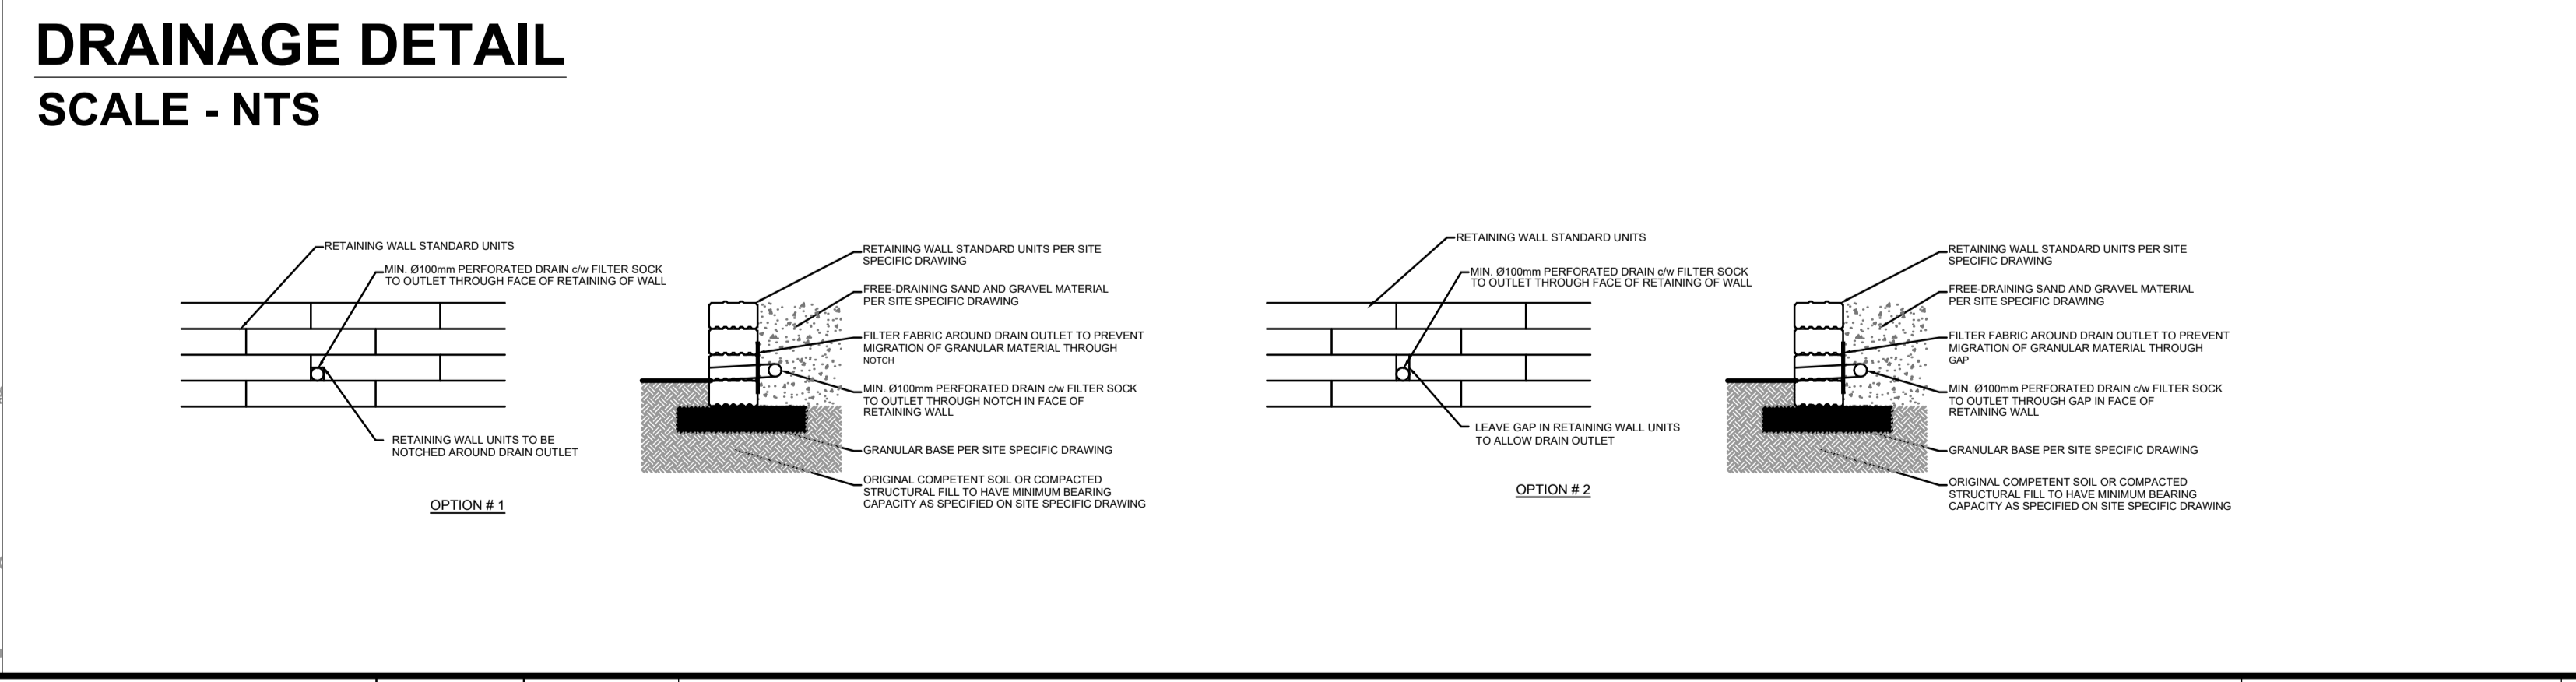 DRAINAGE DETAIL
SCALE - NTS
RETAINING WALL STANDARD UNITS
MIN. Ø100mm PERFORATED DRAIN c/w FILTER SOCK
TO OUTLET THROUGH FACE OF RETAINING OF WALL
RETAINING WALL UNITS TO BE
NOTCHED AROUND DRAIN OUTLET
OPTION # 1
RETAINING WALL STANDARD UNITS PER SITE
SPECIFIC DRAWING
FREE-DRAINING SAND AND GRAVEL MATERIAL
PER SITE SPECIFIC DRAWING
FILTER FABRIC AROUND DRAIN OUTLET TO PREVENT
MIGRATION OF GRANULAR MATERIAL THROUGH
NOTCH
MIN. Ø100mm PERFORATED DRAIN c/w FILTER SOCK
TO OUTLET THROUGH NOTCH IN FACE OF
RETAINING WALL
GRANULAR BASE PER SITE SPECIFIC DRAWING
ORIGINAL COMPETENT SOIL OR COMPACTED
STRUCTURAL FILL TO HAVE MINIMUM BEARING
CAPACITY AS SPECIFIED ON SITE SPECIFIC DRAWING
RETAINING WALL STANDARD UNITS
MIN. Ø100mm PERFORATED DRAIN c/w FILTER SOCK
TO OUTLET THROUGH FACE OF RETAINING OF WALL
LEAVE GAP IN RETAINING WALL UNITS
TO ALLOW DRAIN OUTLET
OPTION # 2
RETAINING WALL STANDARD UNITS PER SITE
SPECIFIC DRAWING
FREE-DRAINING SAND AND GRAVEL MATERIAL
PER SITE SPECIFIC DRAWING
FILTER FABRIC AROUND DRAIN OUTLET TO PREVENT
MIGRATION OF GRANULAR MATERIAL THROUGH
GAP
MIN. Ø100mm PERFORATED DRAIN c/w FILTER SOCK
TO OUTLET THROUGH GAP IN FACE OF
RETAINING WALL
GRANULAR BASE PER SITE SPECIFIC DRAWING
ORIGINAL COMPETENT SOIL OR COMPACTED
STRUCTURAL FILL TO HAVE MINIMUM BEARING
CAPACITY AS SPECIFIED ON SITE SPECIFIC DRAWING